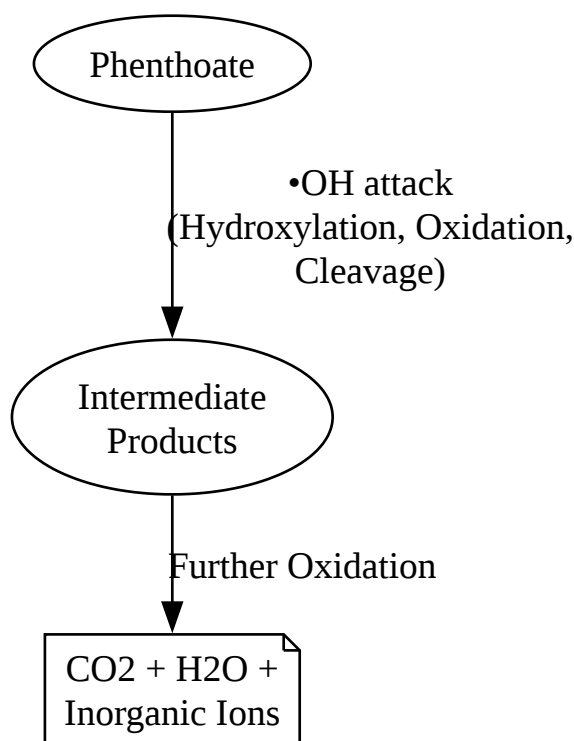 Phenthoate
•OH attack
(Hydroxylation, Oxidation,
Cleavage)
Intermediate
Products
Further Oxidation
CO2 + H2O +
Inorganic Ions